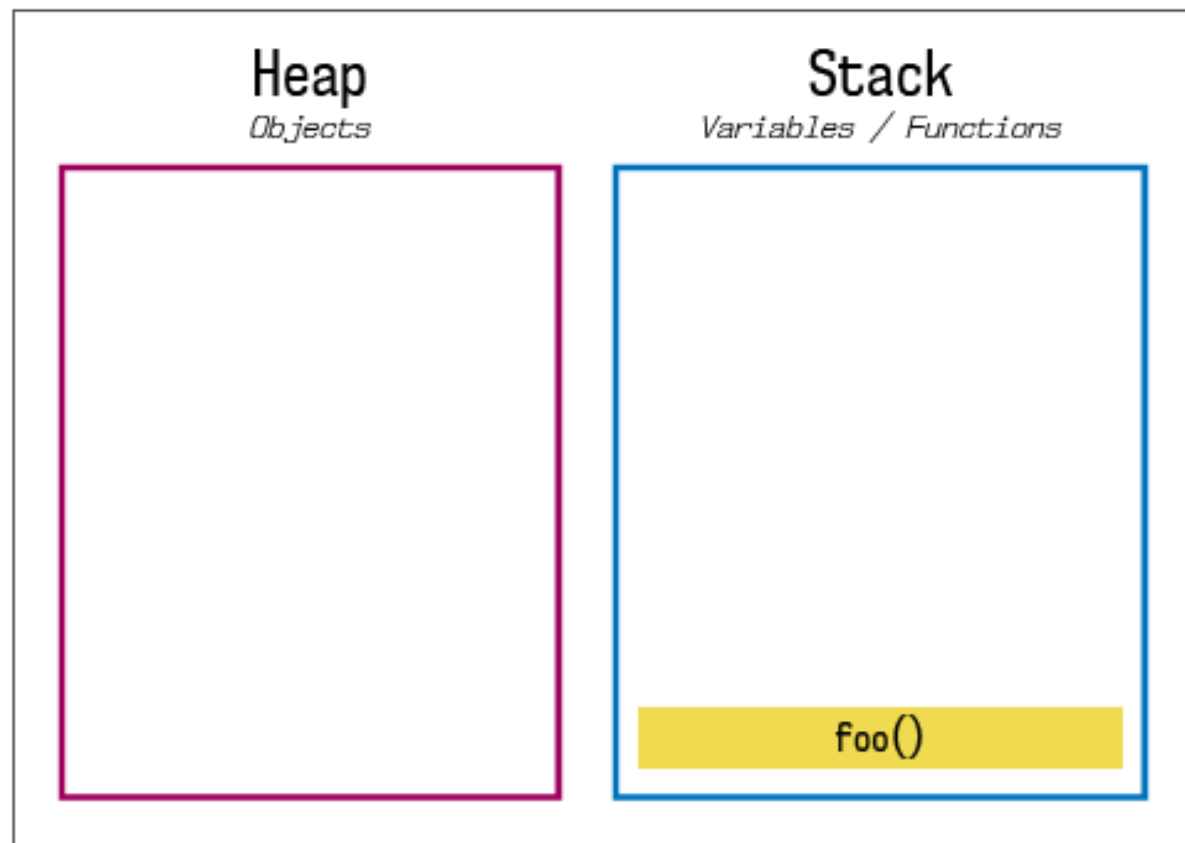 Heap
Objects
Stack
Variables / Functions
foo()